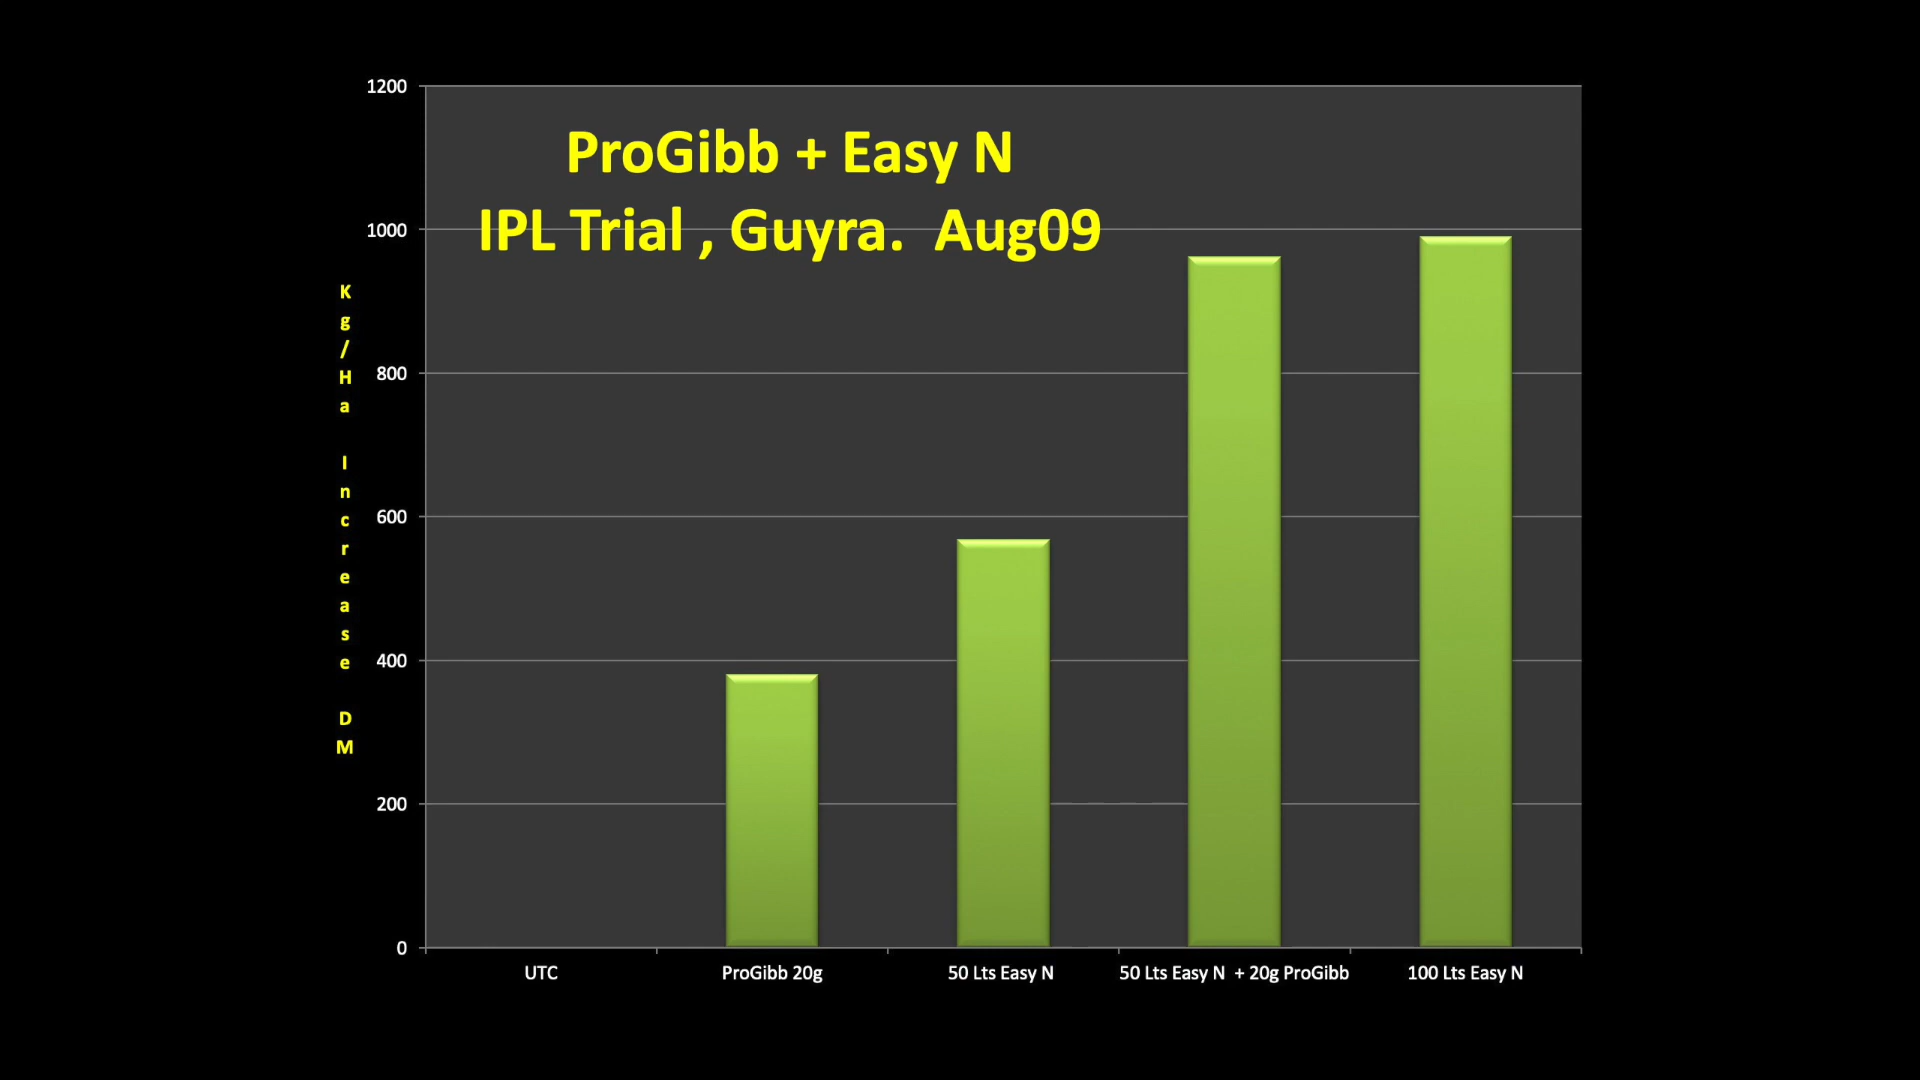 ProGibb + Easy N
IPL Trial , Guyra.  Aug09
Kg/Ha Increase DM
1200
1000
800
600
400
200
0
UTC
ProGibb 20g
50 Lts Easy N
50 Lts Easy N  + 20g ProGibb
100 Lts Easy N